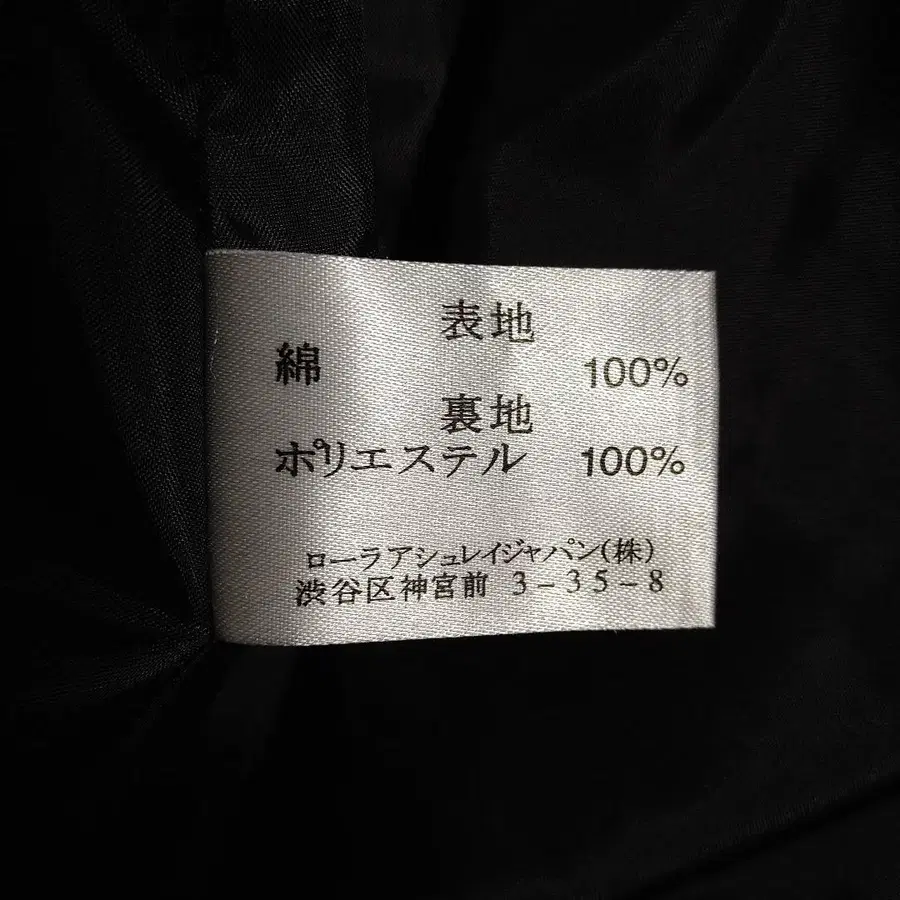 表地
綿 100%
裏地
ポリエステル 100%
ローラアシュレイジャパン(株)
渋谷区神宮前 3-35-8